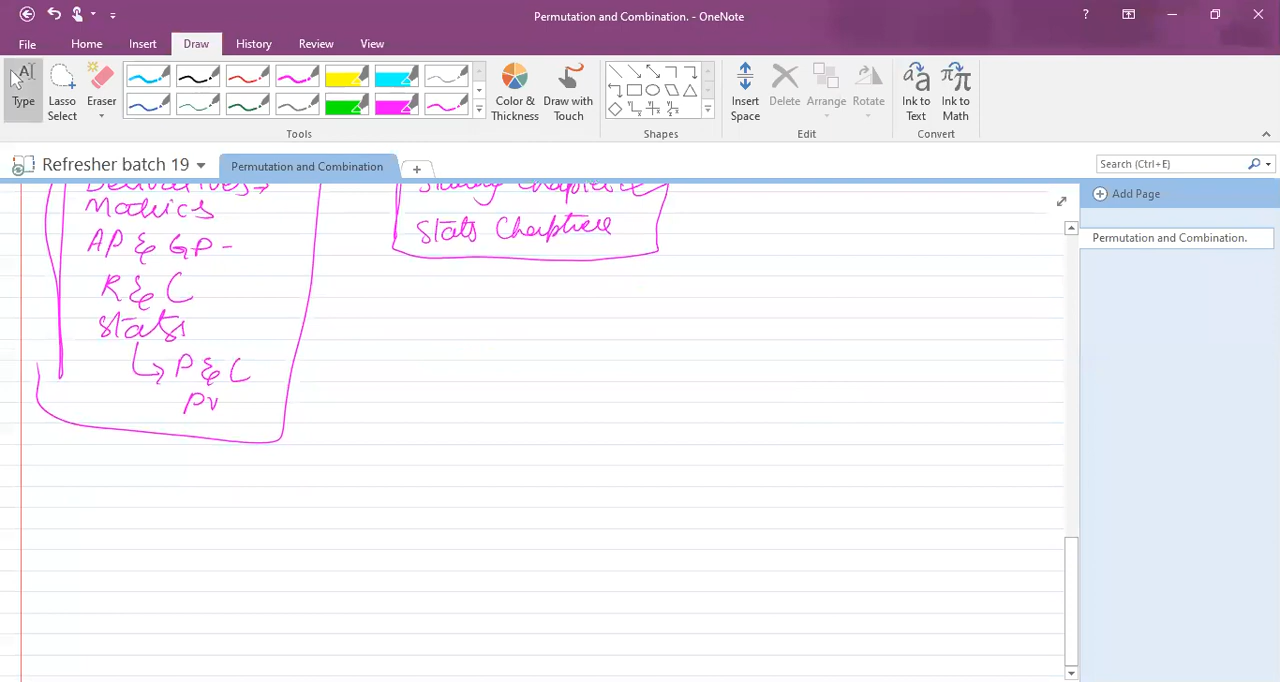 Permutation and Combination. - OneNote
?
File Home Insert Draw History Review View
Type
Lasso Select
Eraser
Color & Thickness
Draw with Touch
Insert Space
Delete
Arrange
Rotate
Ink to Text
Ink to Math
Tools
Shapes
Edit
Convert
Refresher batch 19
Permutation and Combination
Search (Ctrl+E)
Add Page
Permutation and Combination.
Derivatives →
AP & GP -
R & C
Stats
↳ P & C
Stats